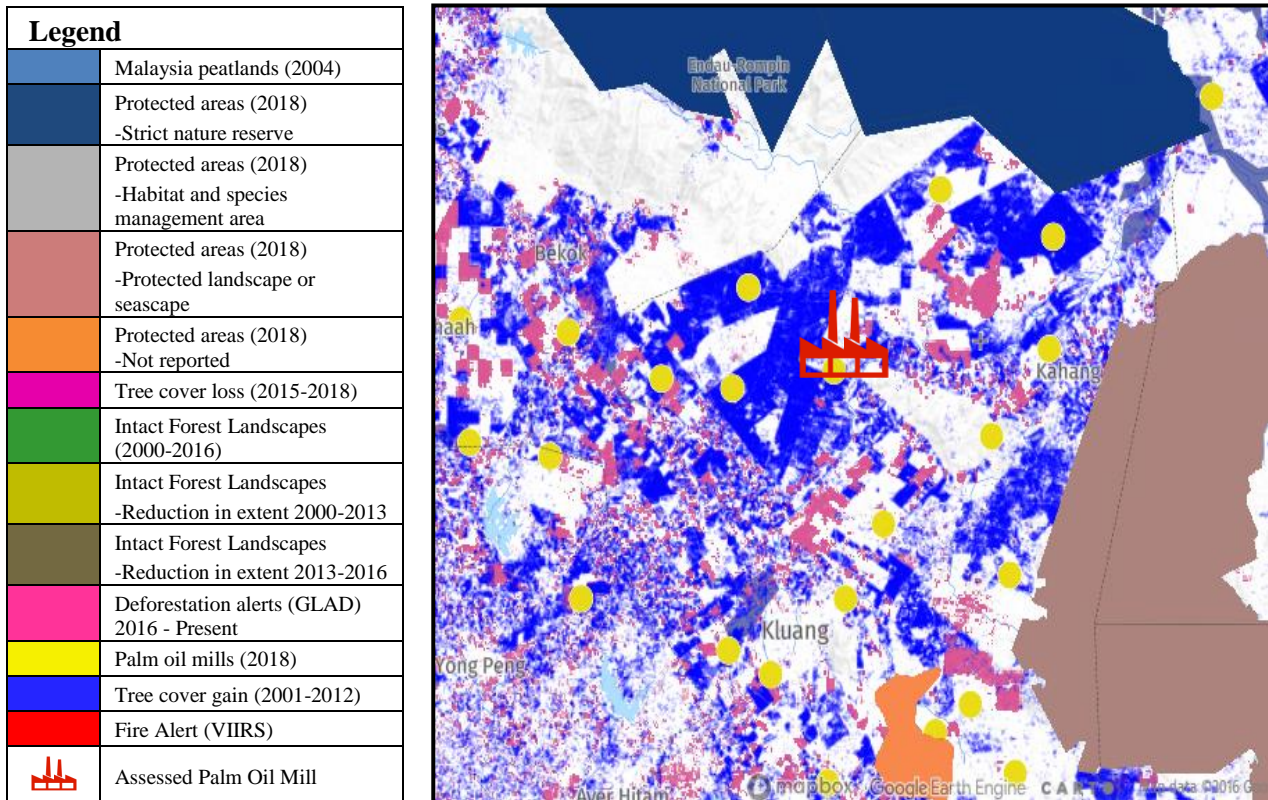 Legend
Malaysia peatlands (2004)
Protected areas (2018)
-Strict nature reserve
Protected areas (2018)
-Habitat and species
management area
Protected areas (2018)
-Protected landscape or
seascape
Protected areas (2018)
-Not reported
Tree cover loss (2015-2018)
Intact Forest Landscapes
(2000-2016)
Intact Forest Landscapes
-Reduction in extent 2000-2013
Intact Forest Landscapes
-Reduction in extent 2013-2016
Deforestation alerts (GLAD)
2016 - Present
Palm oil mills (2018)
Tree cover gain (2001-2012)
Fire Alert (VIIRS)
Assessed Palm Oil Mill
Endau-Rompin
National Park
Bekok
Kahang
Kluang
Yong Peng
Ayer Hitam
mapbox Google Earth Engine data ©2016